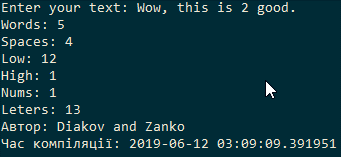 Enter your text: Wow, this is 2 good.
Words: 5
Spaces: 4
Low: 12
High: 1
Nums: 1
Leters: 13
Автор: Diakov and Zanko
Час компіляції: 2019-06-12 03:09:09.391951